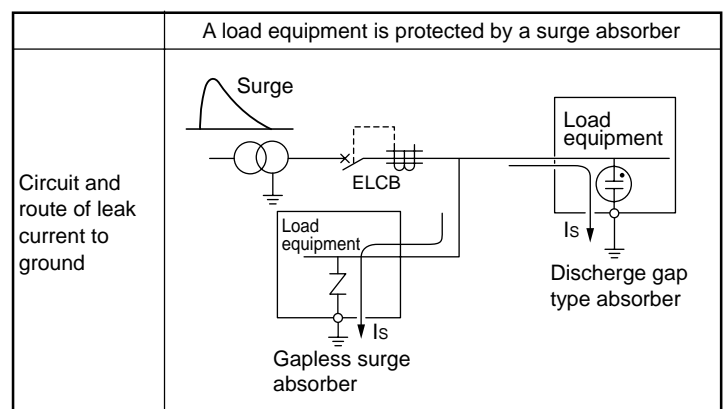 A load equipment is protected by a surge absorber
Circuit and
route of leak
current to
ground
Surge
ELCB
Load
equipment
Is
Discharge gap
type absorber
Load
equipment
Is
Gapless surge
absorber